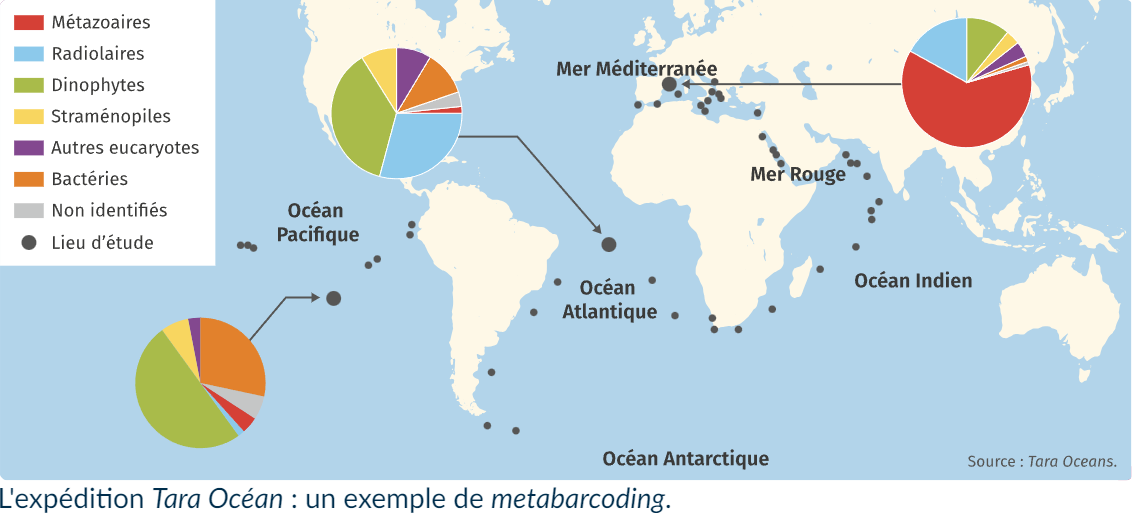 Métazoaires
Radiolaires
Dinophytes
Straménopiles
Autres eucaryotes
Bactéries
Non identifiés
Lieu d’étude
Mer Méditerranée
Mer Rouge
Océan
Pacifique
Océan
Atlantique
Océan Indien
Océan Antarctique
Source : Tara Oceans.
L'expédition Tara Océan : un exemple de metabarcoding.